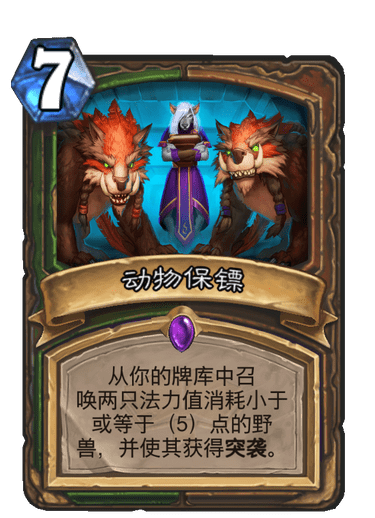 7
动物保镖
从你的牌库中召
唤两只法力值消耗小于
或等于（5）点的野
兽，并使其获得突袭。